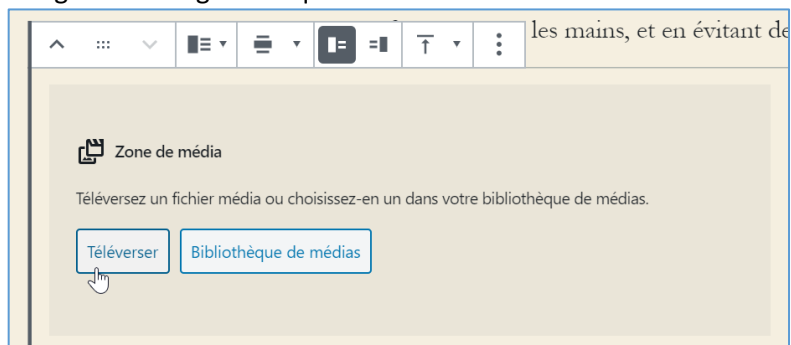 les mains, et en évitant de
Zone de média
Téléversez un fichier média ou choisissez-en un dans votre bibliothèque de médias.
Téléverser Bibliothèque de médias